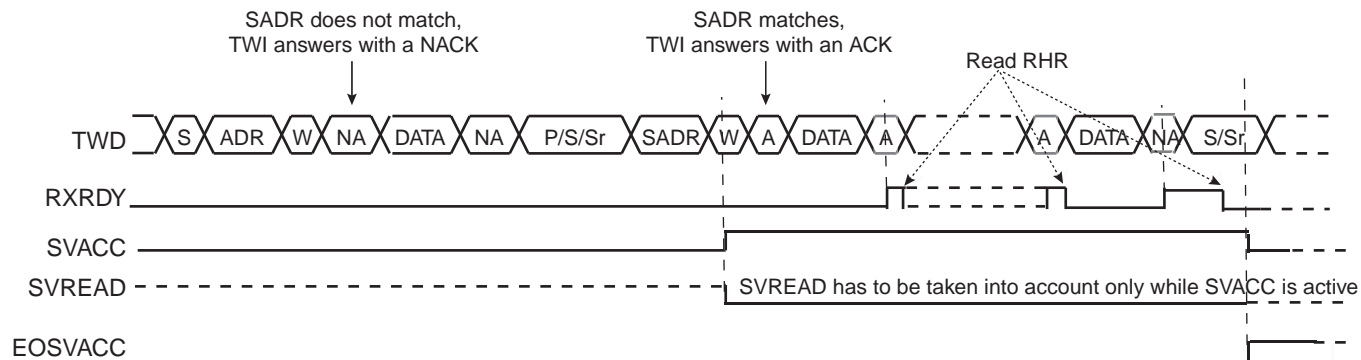 SADR does not match,
TWI answers with a NACK
SADR matches,
TWI answers with an ACK
Read RHR
TWD S ADR W NA DATA NA P/S/Sr SADR W A DATA A A DATA NA S/Sr
RXRDY
SVACC
SVREAD SVREAD has to be taken into account only while SVACC is active
EOSVACC